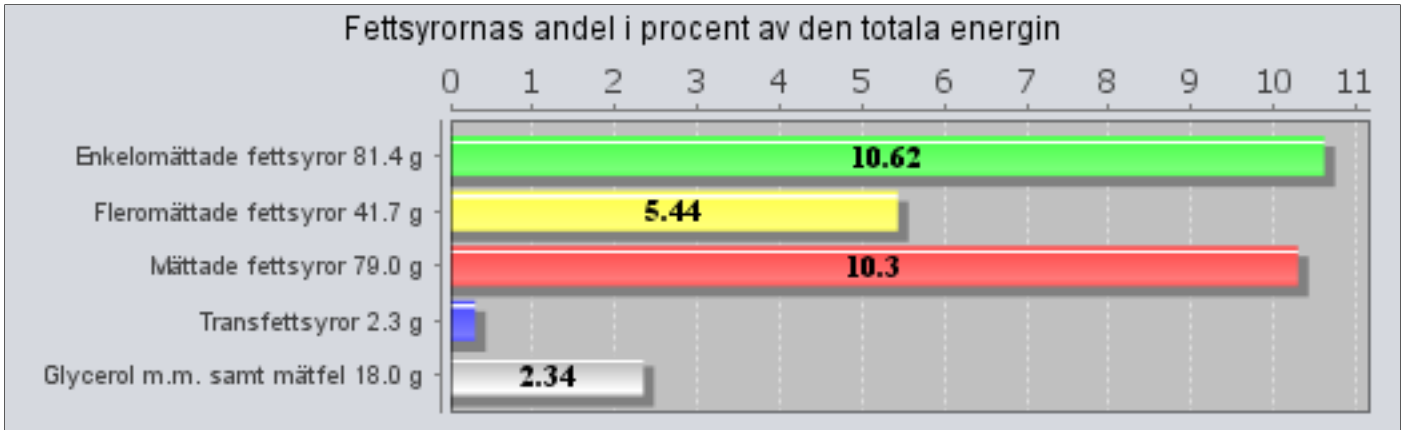 Fettsyrornas andel i procent av den totala energin
0 1 2 3 4 5 6 7 8 9 10 11
Enkelomättade fettsyror 81.4 g 10.62
Fleromättade fettsyror 41.7 g 5.44
Mättade fettsyror 79.0 g 10.3
Transfettsyror 2.3 g
Glycerol m.m. samt mätfel 18.0 g 2.34